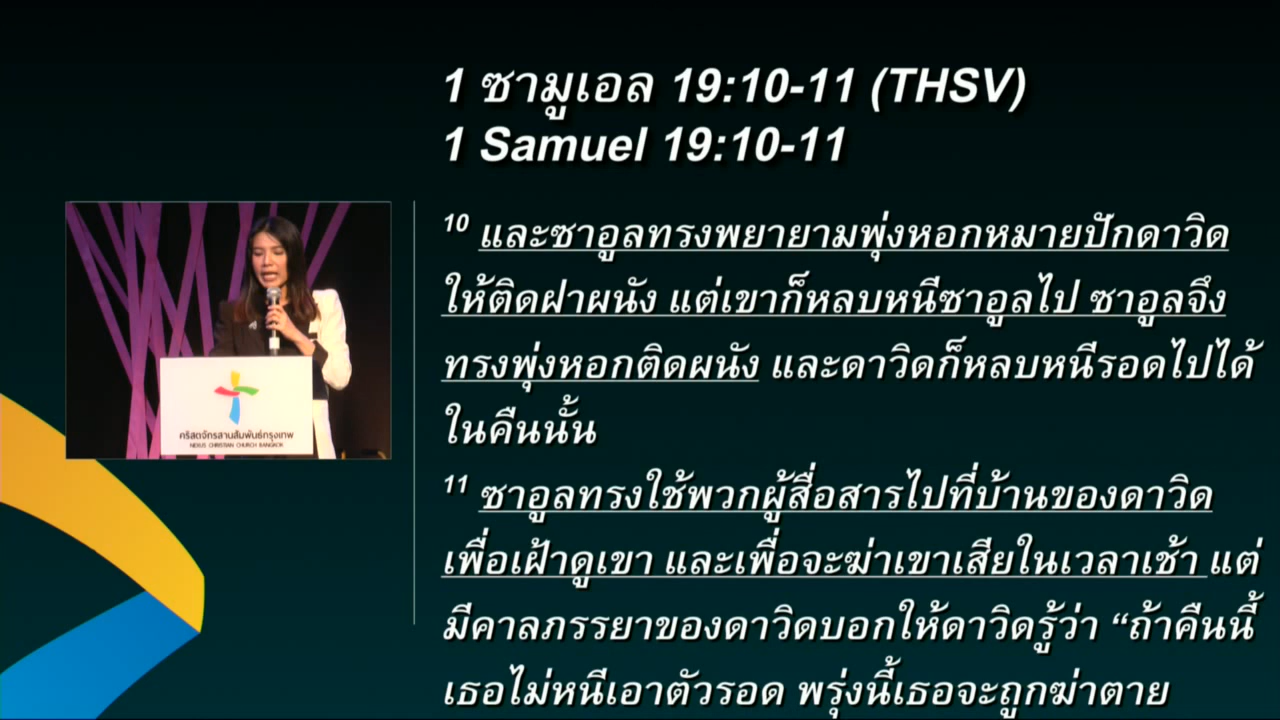 1 ซามูเอล 19:10-11 (THSV)
1 Samuel 19:10-11
10 และซาอูลทรงพยายามพุ่งหอกหมายปักดาวิด
ให้ติดฝาผนัง แต่เขาก็หลบหนีซาอูลไป ซาอูลจึง
ทรงพุ่งหอกติดผนัง และดาวิดก็หลบหนีรอดไปได้
ในคืนนั้น
11 ซาอูลทรงใช้พวกผู้สื่อสารไปที่บ้านของดาวิด
เพื่อเฝ้าดูเขา และเพื่อจะฆ่าเขาเสียในเวลาเช้า แต่
มีคาลภรรยาของดาวิดบอกให้ดาวิดรู้ว่า “ถ้าคืนนี้
เธอไม่หนีเอาตัวรอด พรุ่งนี้เธอจะถูกฆ่าตาย
คริสตจักรสานสัมพันธ์กรุงเทพ
NEXUS CHRISTIAN CHURCH BANGKOK